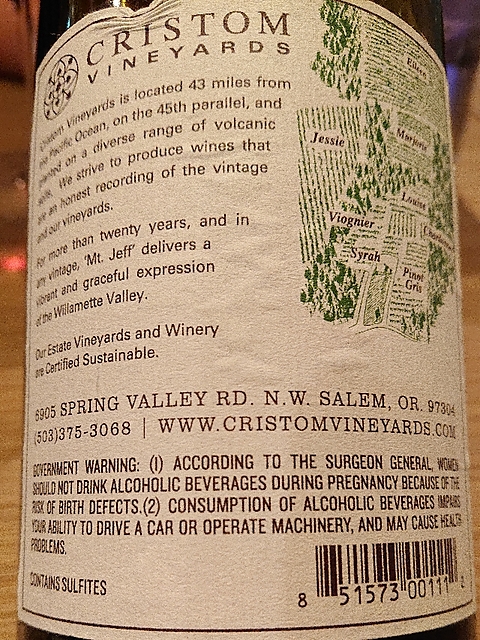 CRISTOM
VINEYARDS
Cristom Vineyards is located 43 miles from
the Pacific Ocean, on the 45th parallel, and
planted on a diverse range of volcanic
soils. We strive to produce wines that
are an honest recording of the vintage
and our vineyards.
For more than twenty years, and in
any vintage, 'Mt. Jeff' delivers a
vibrant and graceful expression
of the Willamette Valley.
Our Estate Vineyards and Winery
are Certified Sustainable.
Eileen
Jessie
Marjorie
Louise
Viognier
Syrah
Pinot
Gris
6905 SPRING VALLEY RD. N.W. SALEM, OR. 97304
(503)375-3068 | WWW.CRISTOMVINEYARDS.COM
GOVERNMENT WARNING: (1) ACCORDING TO THE SURGEON GENERAL, WOMEN
SHOULD NOT DRINK ALCOHOLIC BEVERAGES DURING PREGNANCY BECAUSE OF THE
RISK OF BIRTH DEFECTS.(2) CONSUMPTION OF ALCOHOLIC BEVERAGES IMPAIRS
YOUR ABILITY TO DRIVE A CAR OR OPERATE MACHINERY, AND MAY CAUSE HEALTH
PROBLEMS.
CONTAINS SULFITES
8 51573 00111 2